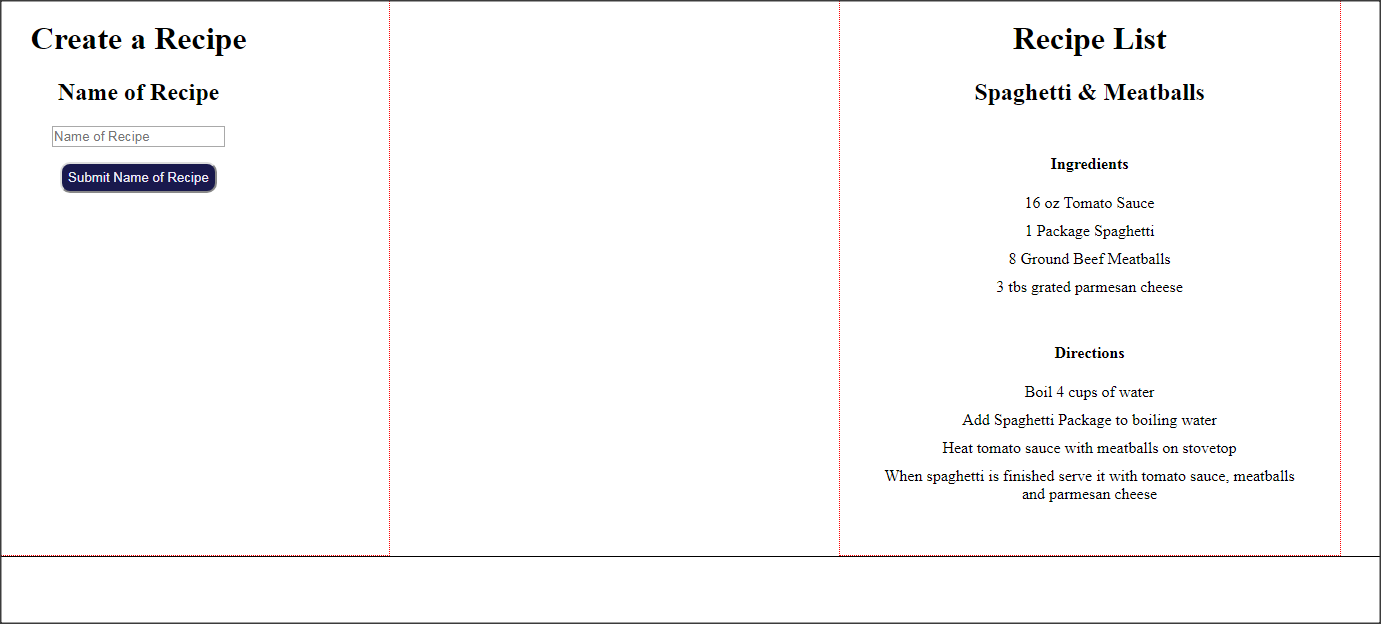 Create a Recipe
Name of Recipe
Name of Recipe
Submit Name of Recipe
Recipe List
Spaghetti & Meatballs
Ingredients
16 oz Tomato Sauce
1 Package Spaghetti
8 Ground Beef Meatballs
3 tbs grated parmesan cheese
Directions
Boil 4 cups of water
Add Spaghetti Package to boiling water
Heat tomato sauce with meatballs on stovetop
When spaghetti is finished serve it with tomato sauce, meatballs
and parmesan cheese